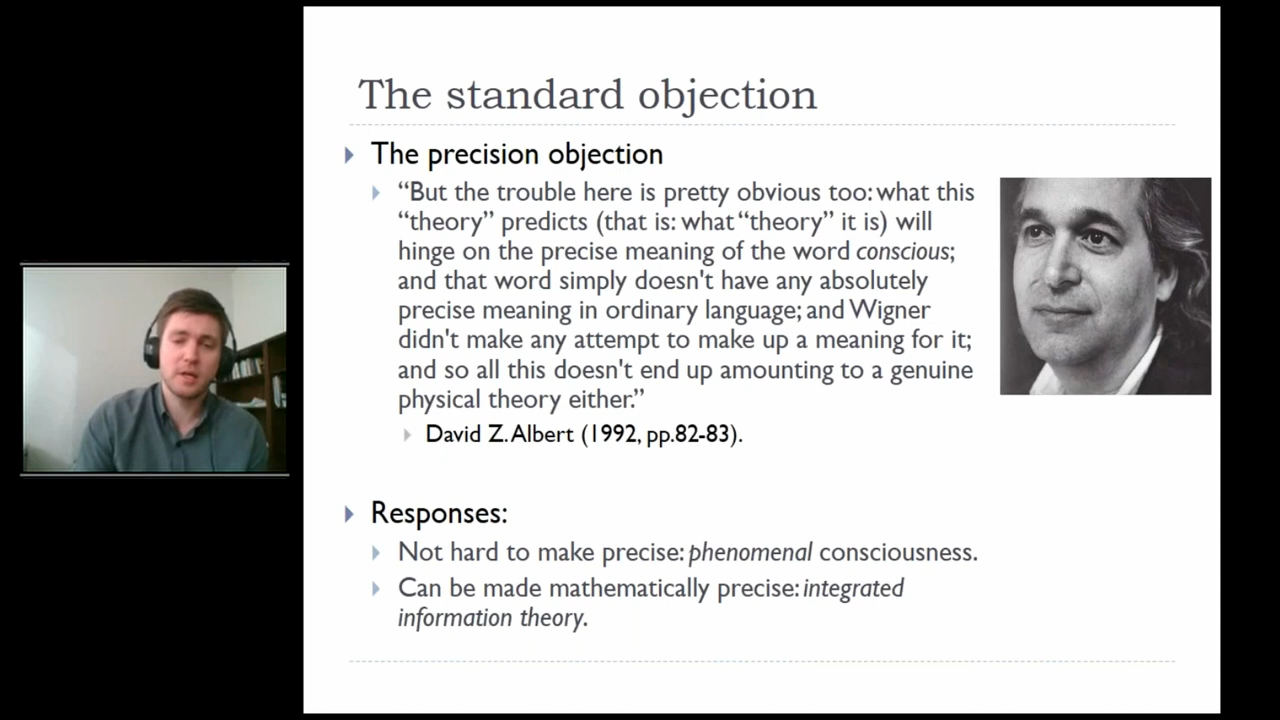 The standard objection
The precision objection
“But the trouble here is pretty obvious too: what this
“theory” predicts (that is: what “theory” it is) will
hinge on the precise meaning of the word conscious;
and that word simply doesn't have any absolutely
precise meaning in ordinary language; and Wigner
didn't make any attempt to make up a meaning for it;
and so all this doesn't end up amounting to a genuine
physical theory either.”
David Z. Albert (1992, pp.82-83).
Responses:
Not hard to make precise: phenomenal consciousness.
Can be made mathematically precise: integrated
information theory.